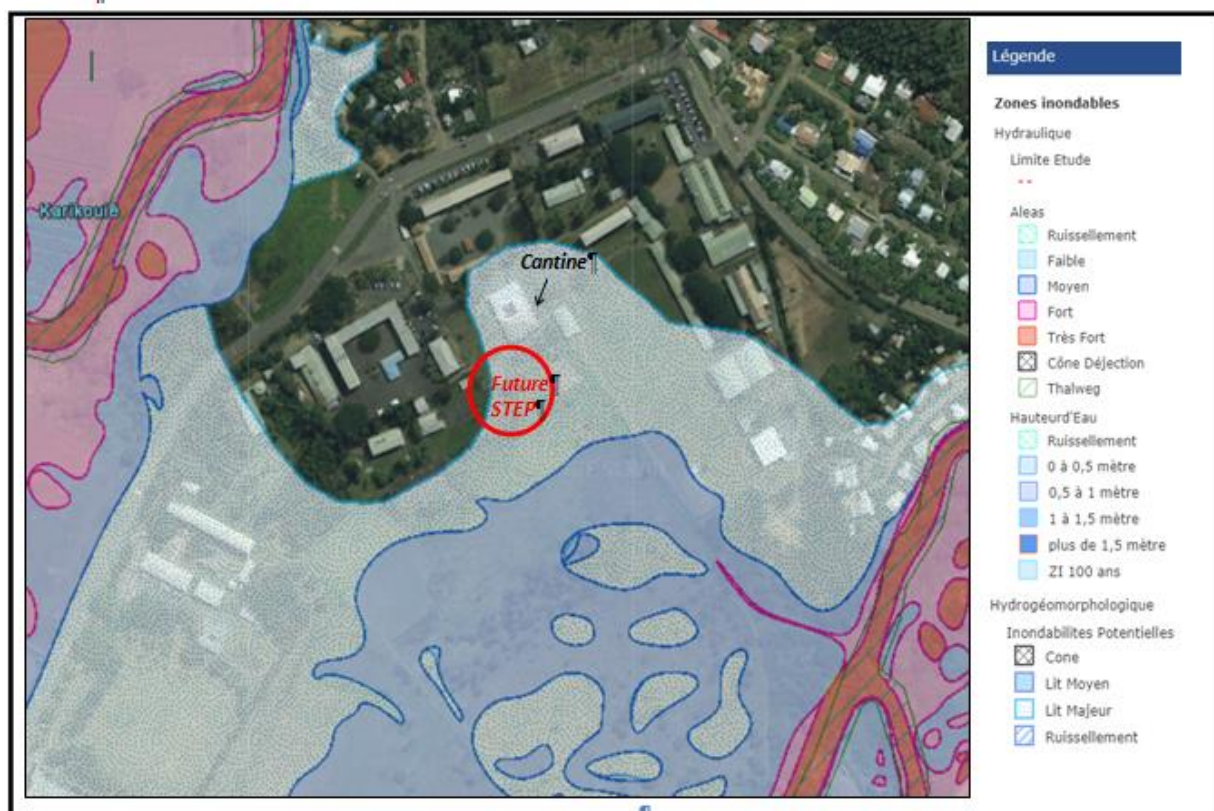 Karikouïe
Cantine¶
Future¶
STEP¶
Légende
Zones inondables
Hydraulique
Limite Etude
Aleas
Ruissellement
Faible
Moyen
Fort
Très Fort
Cône Déjection
Thalweg
Hauteurd'Eau
Ruissellement
0 à 0,5 mètre
0,5 à 1 mètre
1 à 1,5 mètre
plus de 1,5 mètre
ZI 100 ans
Hydrogéomorphologique
Inondabilites Potentielles
Cone
Lit Moyen
Lit Majeur
Ruissellement
¶